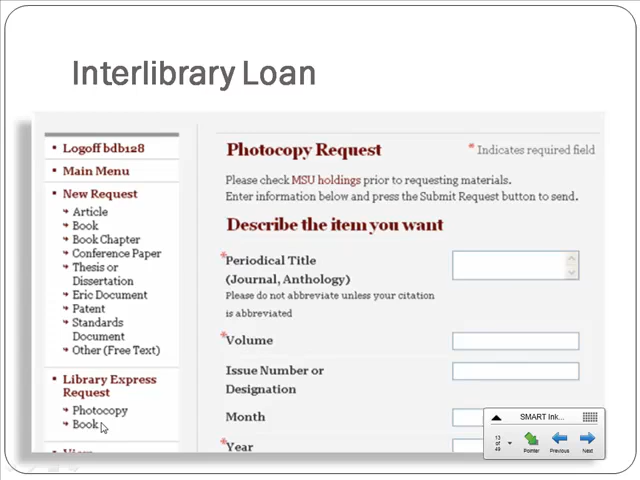 Interlibrary Loan
Logoff bdb128
Main Menu
New Request
Article
Book
Book Chapter
Conference Paper
Thesis or
Dissertation
Eric Document
Patent
Standards
Document
Other (Free Text)
Library Express
Request
Photocopy
Book
View
Photocopy Request
* Indicates required field
Please check MSU holdings prior to requesting materials.
Enter information below and press the Submit Request button to send.
Describe the item you want
*Periodical Title
(Journal, Anthology)
Please do not abbreviate unless your citation
is abbreviated
*Volume
Issue Number or
Designation
Month
*Year
SMART Ink...
13
of
49
Pointer
Previous
Next